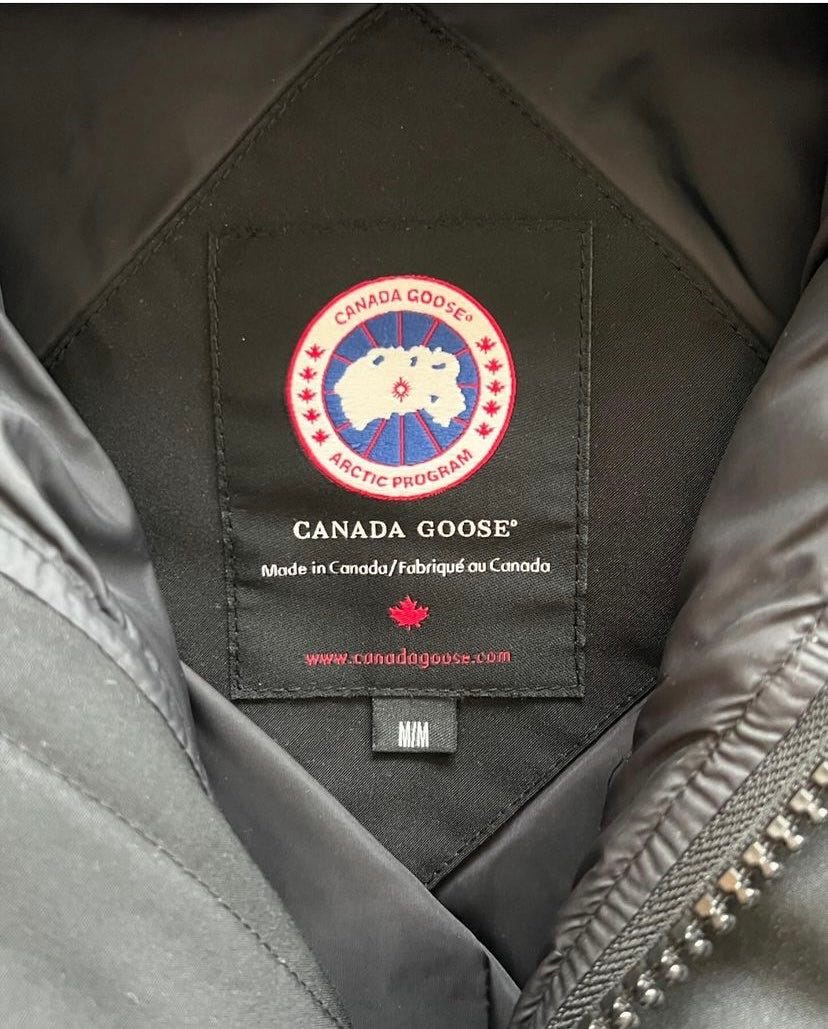 CANADA GOOSE®
ARCTIC PROGRAM
CANADA GOOSE®
Made in Canada/Fabriqué au Canada
www.canadagoose.com
M/M